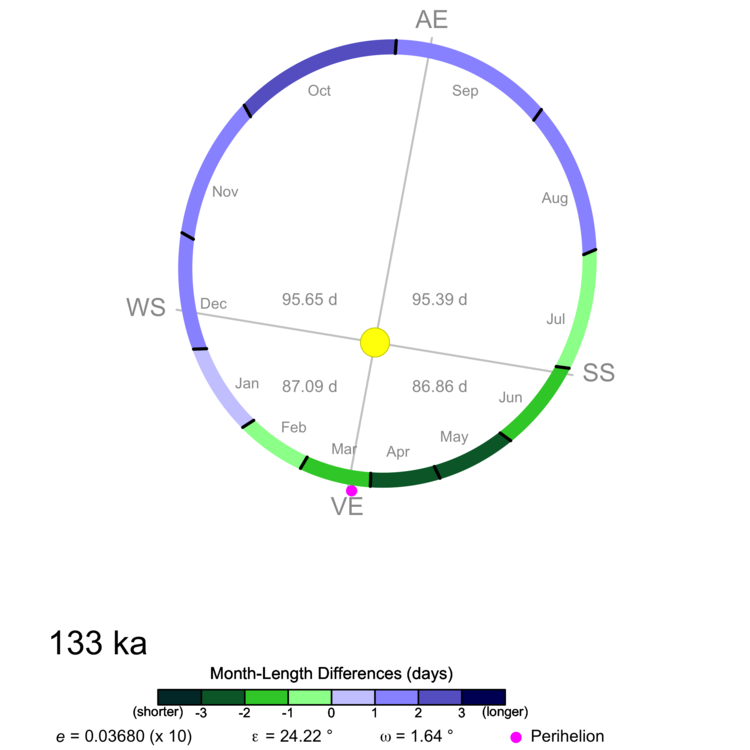 AE
Oct
Sep
Nov
Aug
95.65 d
95.39 d
WS
Dec
Jul
SS
87.09 d
86.86 d
Jan
Jun
Feb
May
Mar
Apr
VE
133 ka
Month-Length Differences (days)
(shorter) -3 -2 -1 0 1 2 3 (longer)
e = 0.03680 (x 10) ε = 24.22 ° ω = 1.64 ° Perihelion